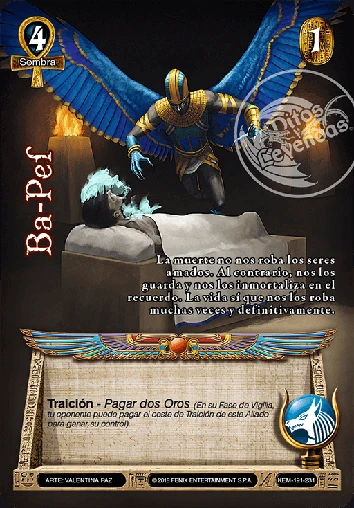 4
Sombra
1
Mitos y
Leyendas
Ba-Pef
La muerte no nos roba los seres
amados. Al contrario, nos los
guarda y nos los inmortaliza en el
recuerdo. La vida sí que nos los roba
muchas veces y definitivamente.
Traición - Pagar dos Oros (En su Fase de Vigilia,
tu oponente puede pagar el coste de Traición de este Aliado
para ganar su control).
ARTE: VALENTINA PAZ
© 2015 FENIX ENTERTAINMENT S.P.A.
NEM-191-231